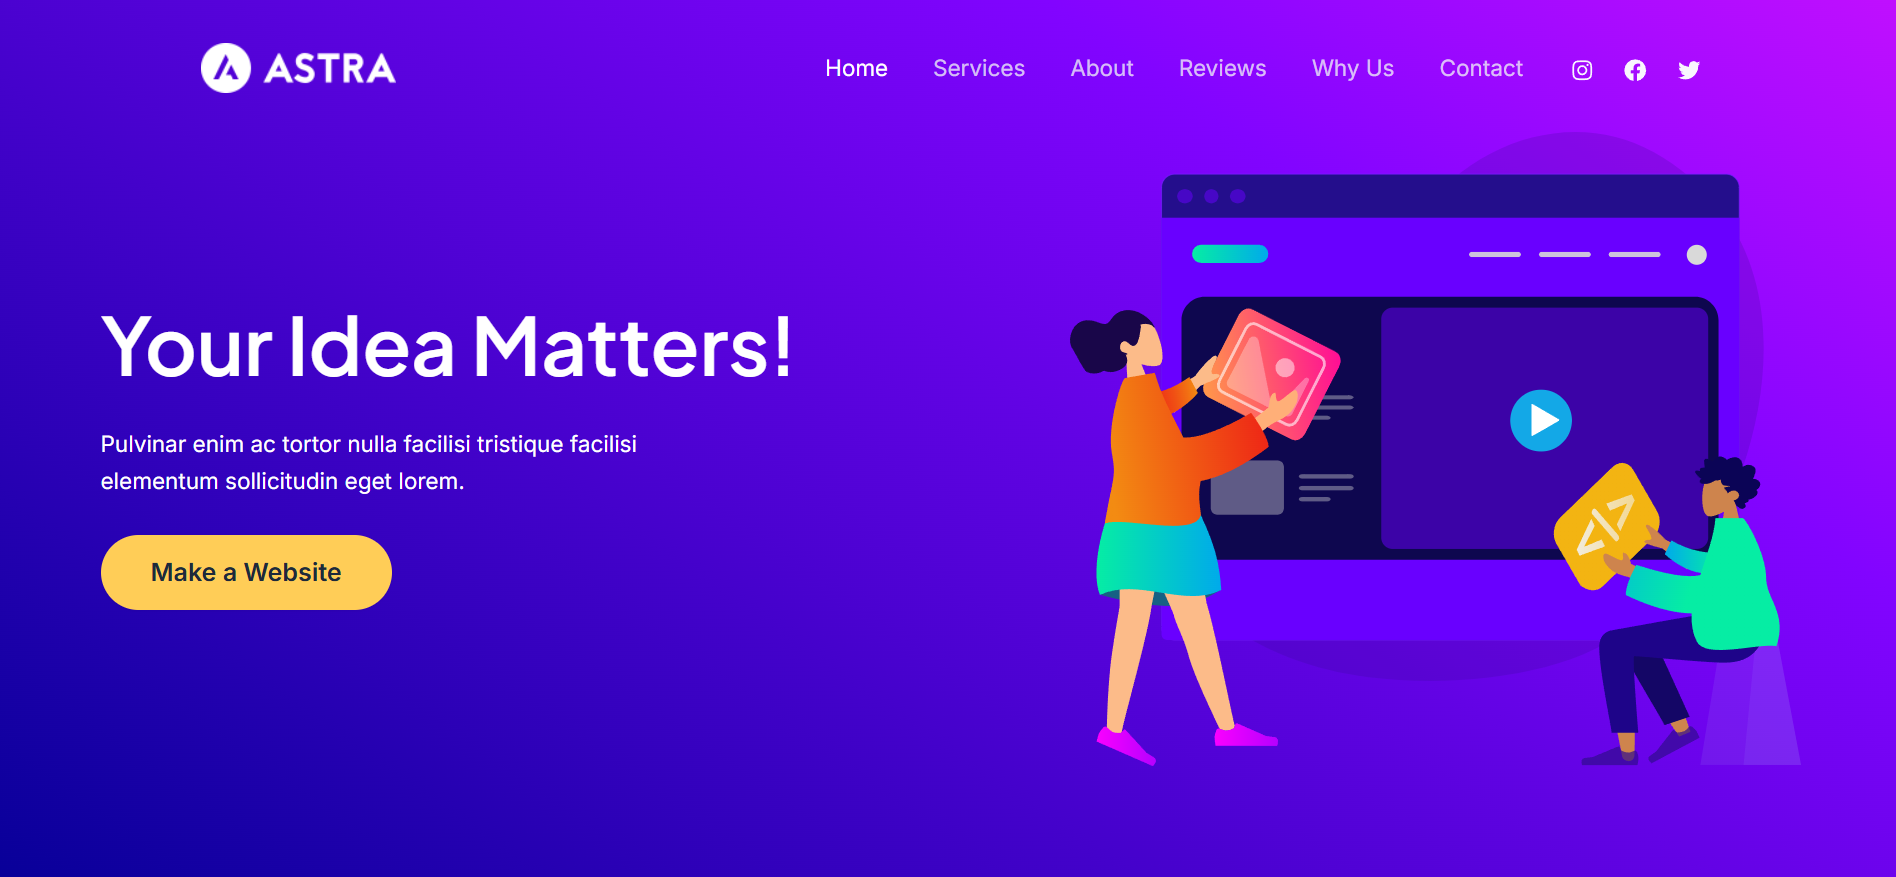 ASTRA
Home Services About Reviews Why Us Contact
Your Idea Matters!
Pulvinar enim ac tortor nulla facilisi tristique facilisi
elementum sollicitudin eget lorem.
Make a Website
</>